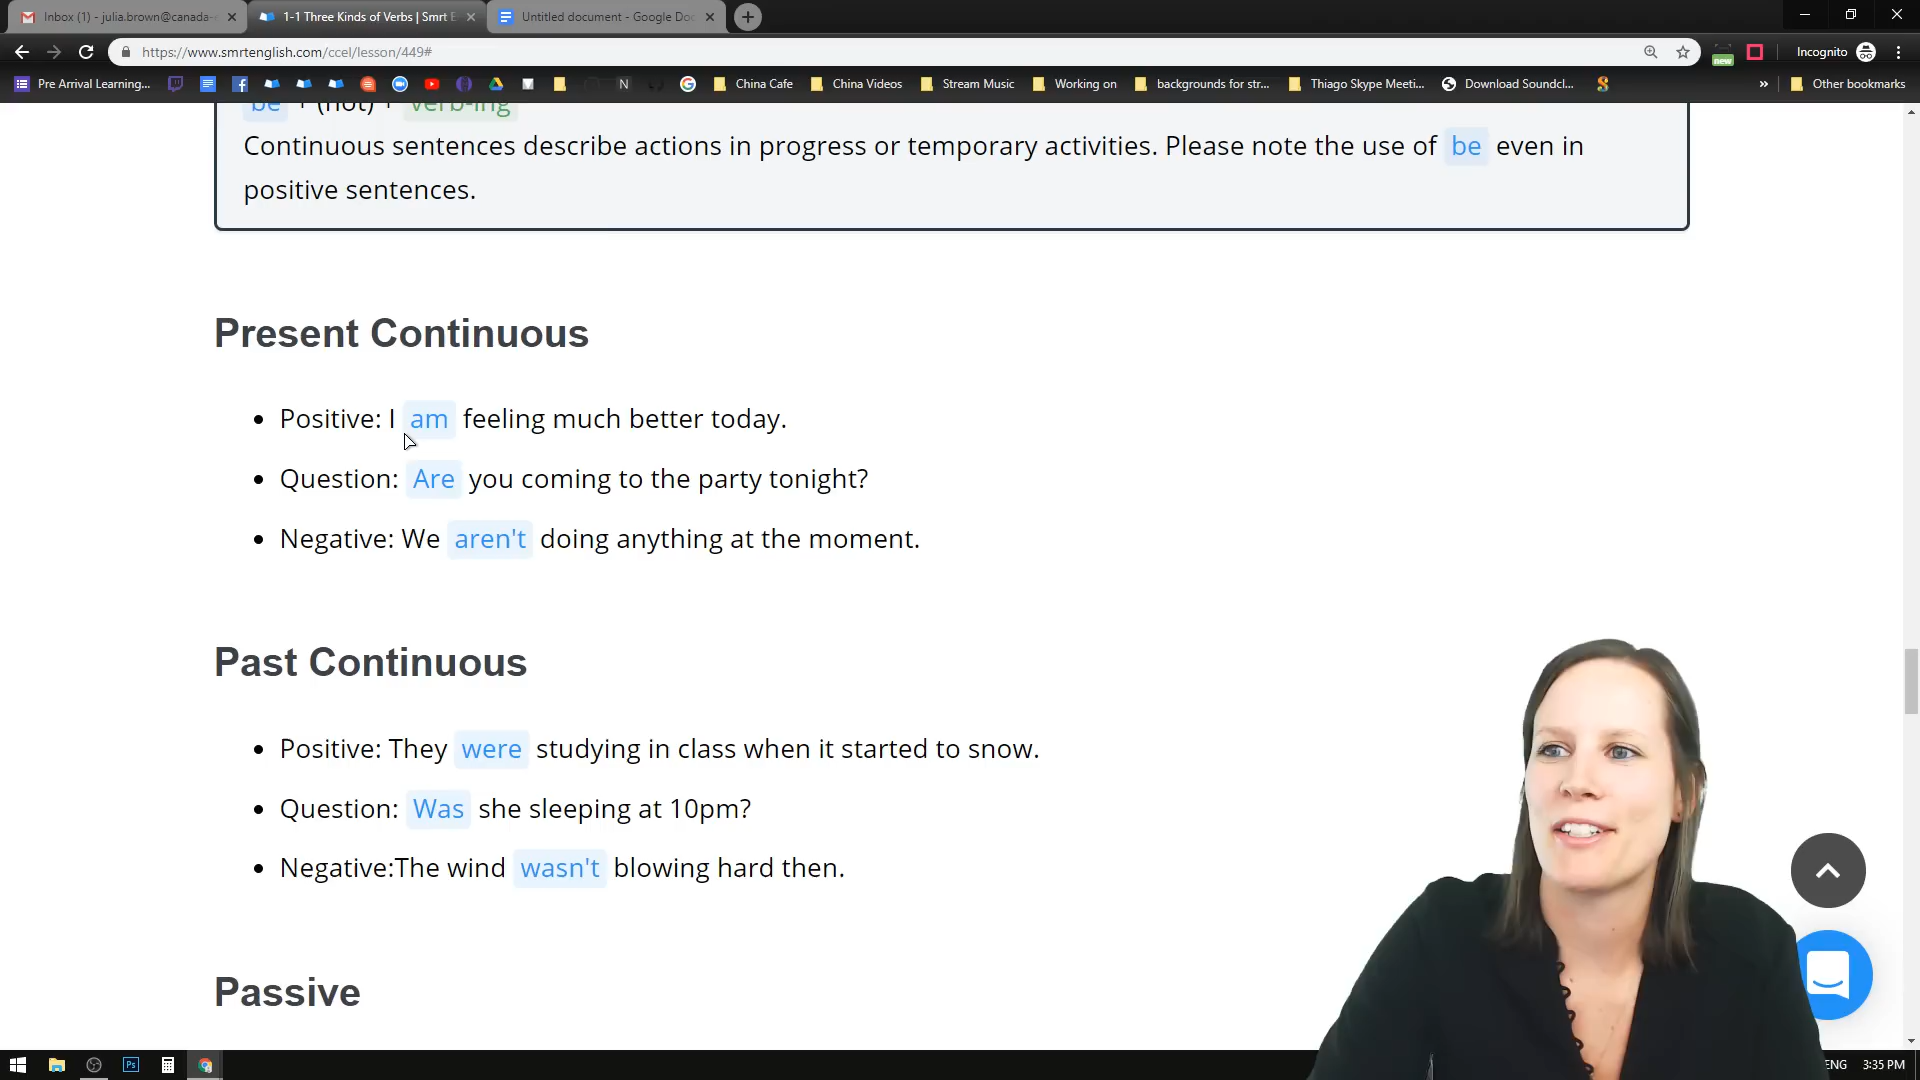 Inbox (1) - julia.brown@canada-
1-1 Three Kinds of Verbs | Smrt E
Untitled document - Google Doc
https://www.smrtenglish.com/ccel/lesson/449#
new
Incognito
Pre Arrival Learning...
N
China Cafe
China Videos
Stream Music
Working on
backgrounds for str...
Thiago Skype Meeti...
Download Soundcl...
»
Other bookmarks
be + (not) + verb-ing
Continuous sentences describe actions in progress or temporary activities. Please note the use of be even in
positive sentences.
Present Continuous
• Positive: I am feeling much better today.
• Question: Are you coming to the party tonight?
• Negative: We aren't doing anything at the moment.
Past Continuous
• Positive: They were studying in class when it started to snow.
• Question: Was she sleeping at 10pm?
• Negative:The wind wasn't blowing hard then.
Passive
Ps
ENG
3:35 PM